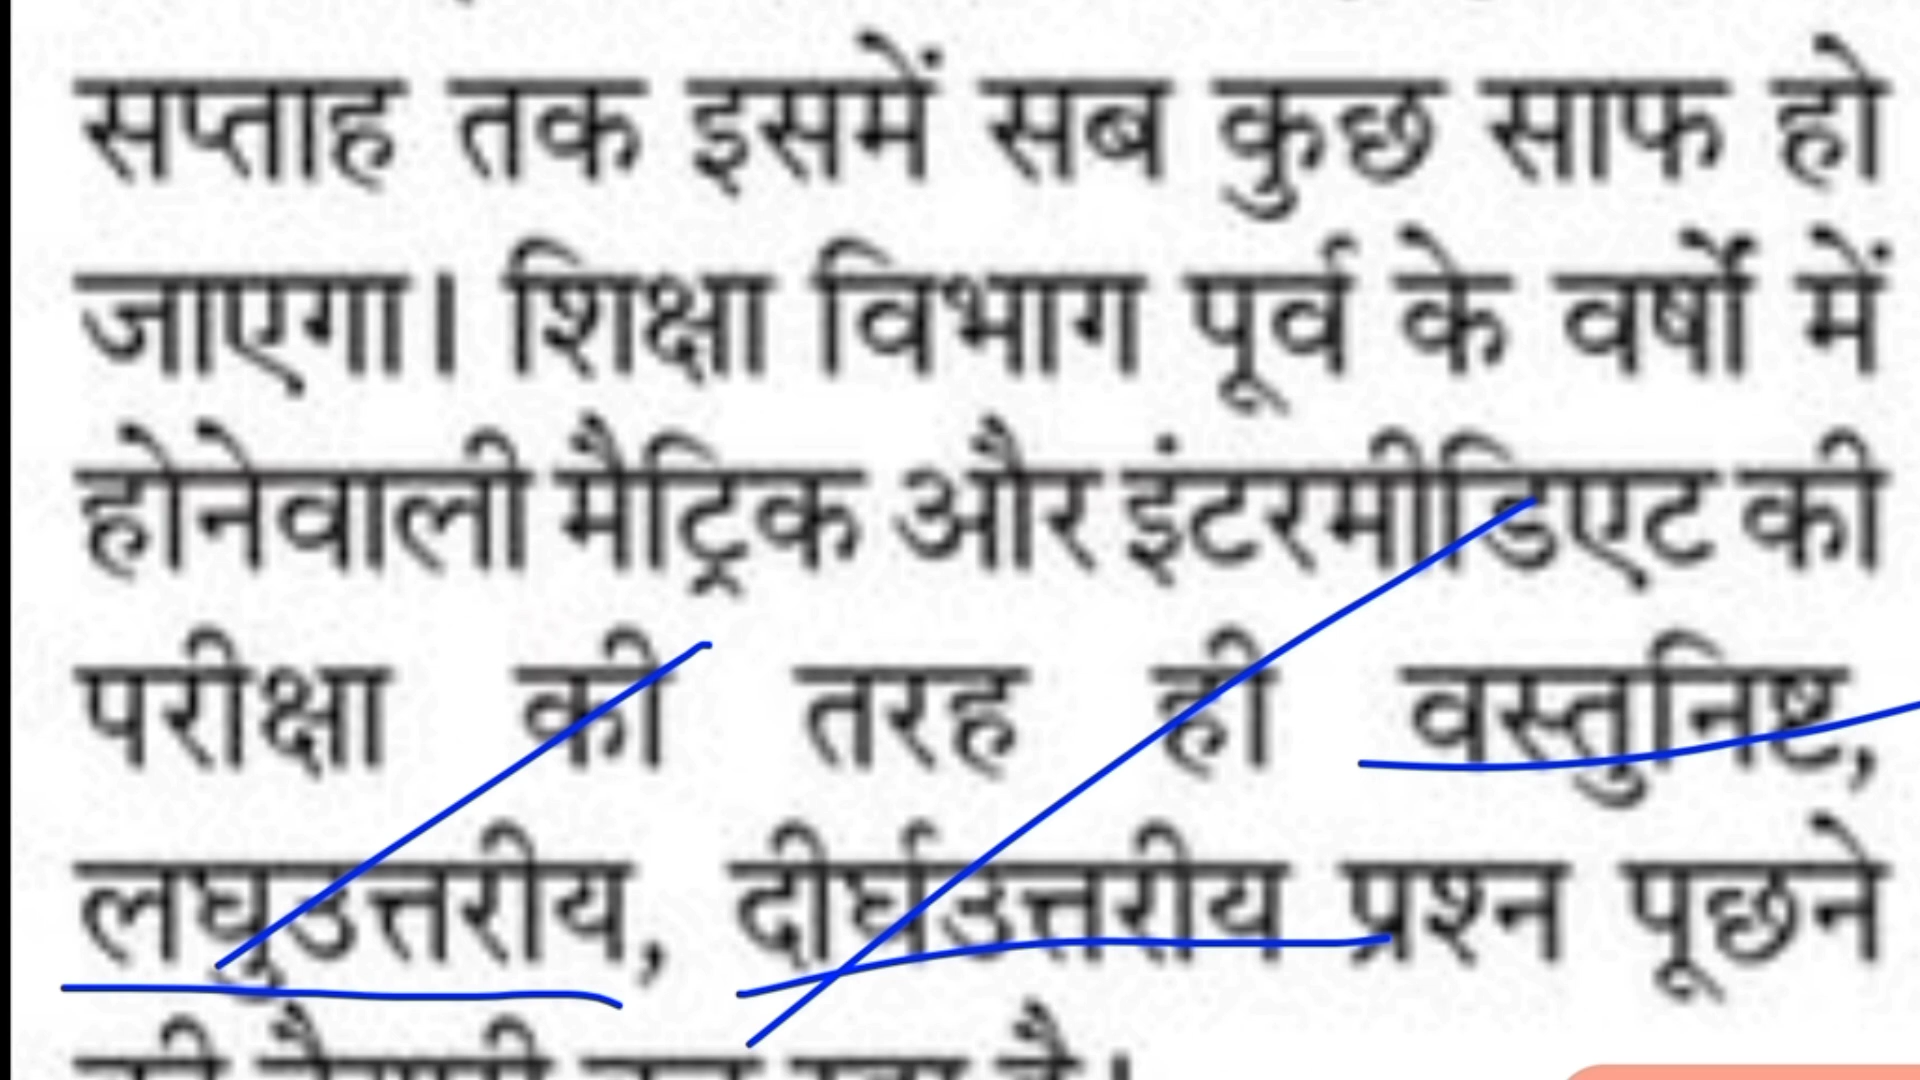 सप्ताह तक इसमें सब कुछ साफ हो
जाएगा। शिक्षा विभाग पूर्व के वर्षों में
होनेवाली मैट्रिक और इंटरमीडिएट की
परीक्षा की तरह ही वस्तुनिष्ट,
लघुउत्तरीय, दीर्घउत्तरीय प्रश्न पूछने